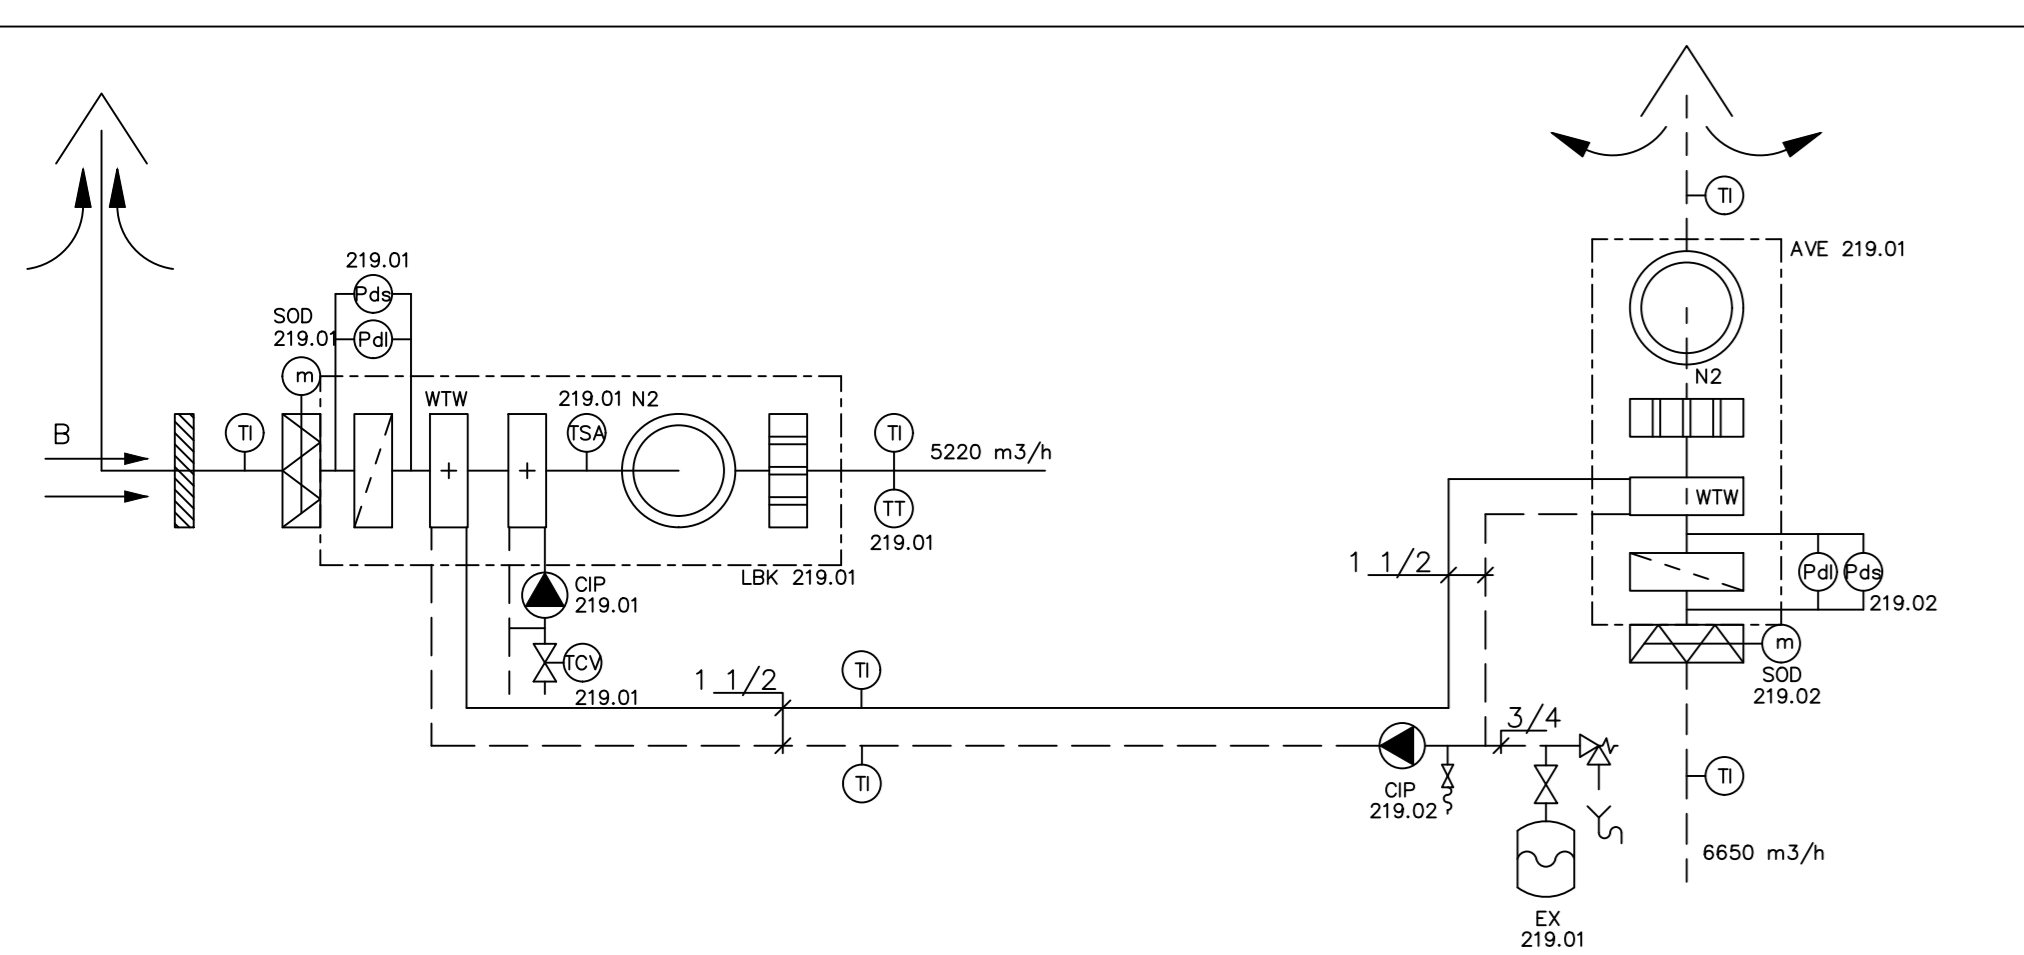 TI
AVE 219.01
219.01
Pds
SOD
219.01
PdI
m
N2
WTW
219.01 N2
B
TI
TSA
TI
5220 m3/h
TT
219.01
WTW
1 1/2
LBK 219.01
CIP
219.01
PdI
Pds
219.02
m
SOD
219.02
TCV
219.01
1 1/2
TI
3/4
TI
CIP
219.02
TI
6650 m3/h
EX
219.01